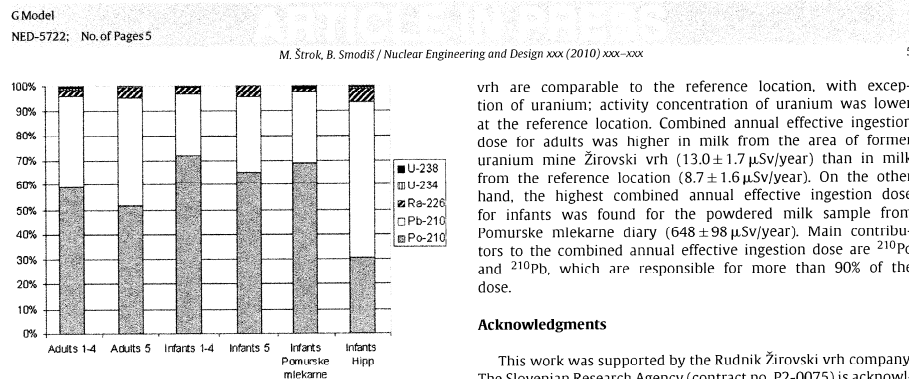 ARTICLE IN PRESS
G Model
NED-5722; No. of Pages 5
M. Štrok, B. Smodiš / Nuclear Engineering and Design xxx (2010) xxx–xxx
100%
90%
80%
70%
60%
50%
40%
30%
20%
10%
0%
Adults 1-4
Adults 5
Infants 1-4
Infants 5
Infants
Pomurske
mlekarne
Infants
Hipp
U-238
U-234
Ra-226
Pb-210
Po-210
vrh are comparable to the reference location, with excep-
tion of uranium; activity concentration of uranium was lower
at the reference location. Combined annual effective ingestion
dose for adults was higher in milk from the area of former
uranium mine Žirovski vrh (13.0 ± 1.7 μSv/year) than in milk
from the reference location (8.7 ± 1.6 μSv/year). On the other
hand, the highest combined annual effective ingestion dose
for infants was found for the powdered milk sample from
Pomurske mlekarne diary (648 ± 98 μSv/year). Main contribu-
tors to the combined annual effective ingestion dose are ²¹⁰Po
and ²¹⁰Pb, which are responsible for more than 90% of the
dose.
Acknowledgments
This work was supported by the Rudnik Žirovski vrh company.
The Slovenian Research Agency (contract no. P2-0075) is acknowl-